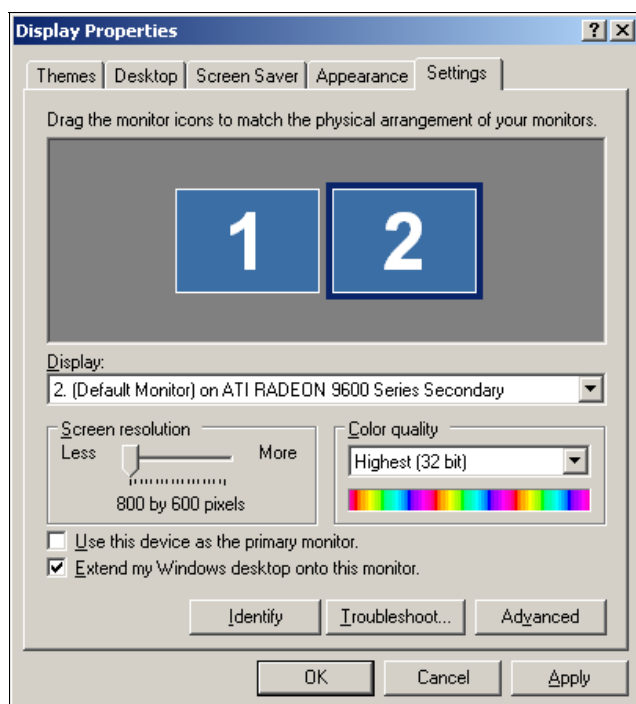 Display Properties
Themes Desktop Screen Saver Appearance Settings
Drag the monitor icons to match the physical arrangement of your monitors.
1 2
Display:
2. (Default Monitor) on ATI RADEON 9600 Series Secondary
Screen resolution
Less More
800 by 600 pixels
Color quality
Highest (32 bit)
Use this device as the primary monitor.
Extend my Windows desktop onto this monitor.
Identify Troubleshoot... Advanced
OK Cancel Apply